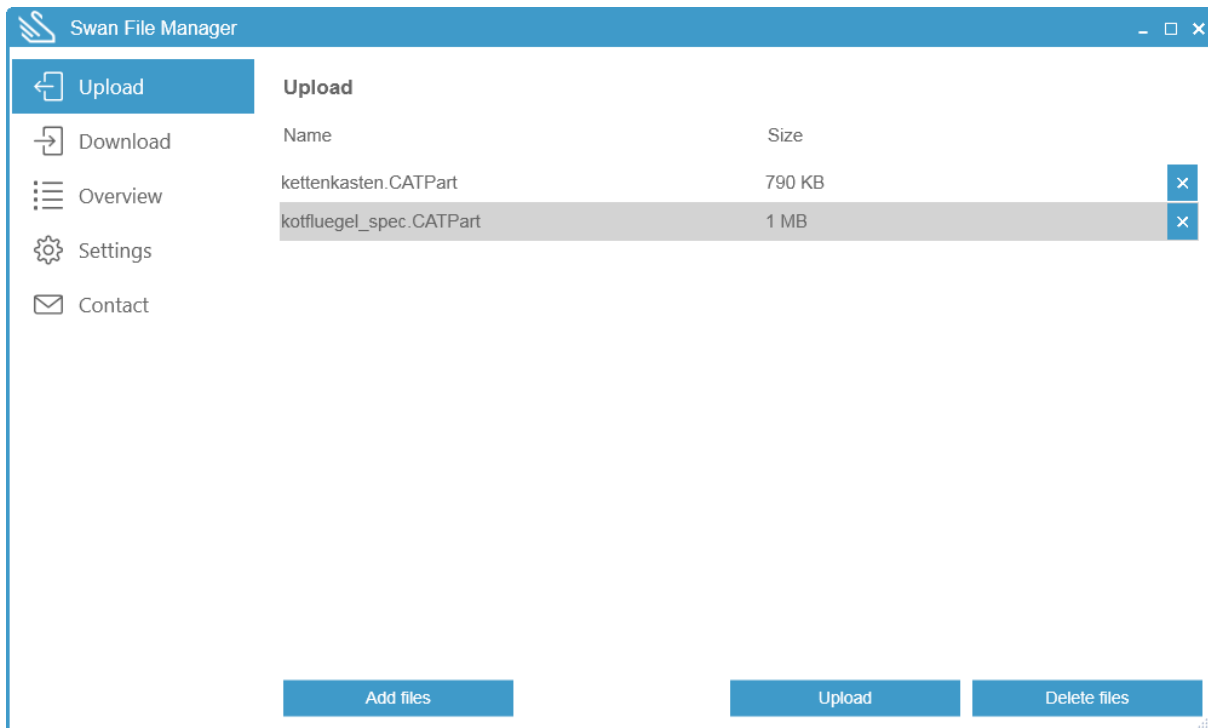 Swan File Manager
Upload
Download
Overview
Settings
Contact
Upload
Name Size
kettenkasten.CATPart 790 KB
kotfluegel_spec.CATPart 1 MB
Add files Upload Delete files